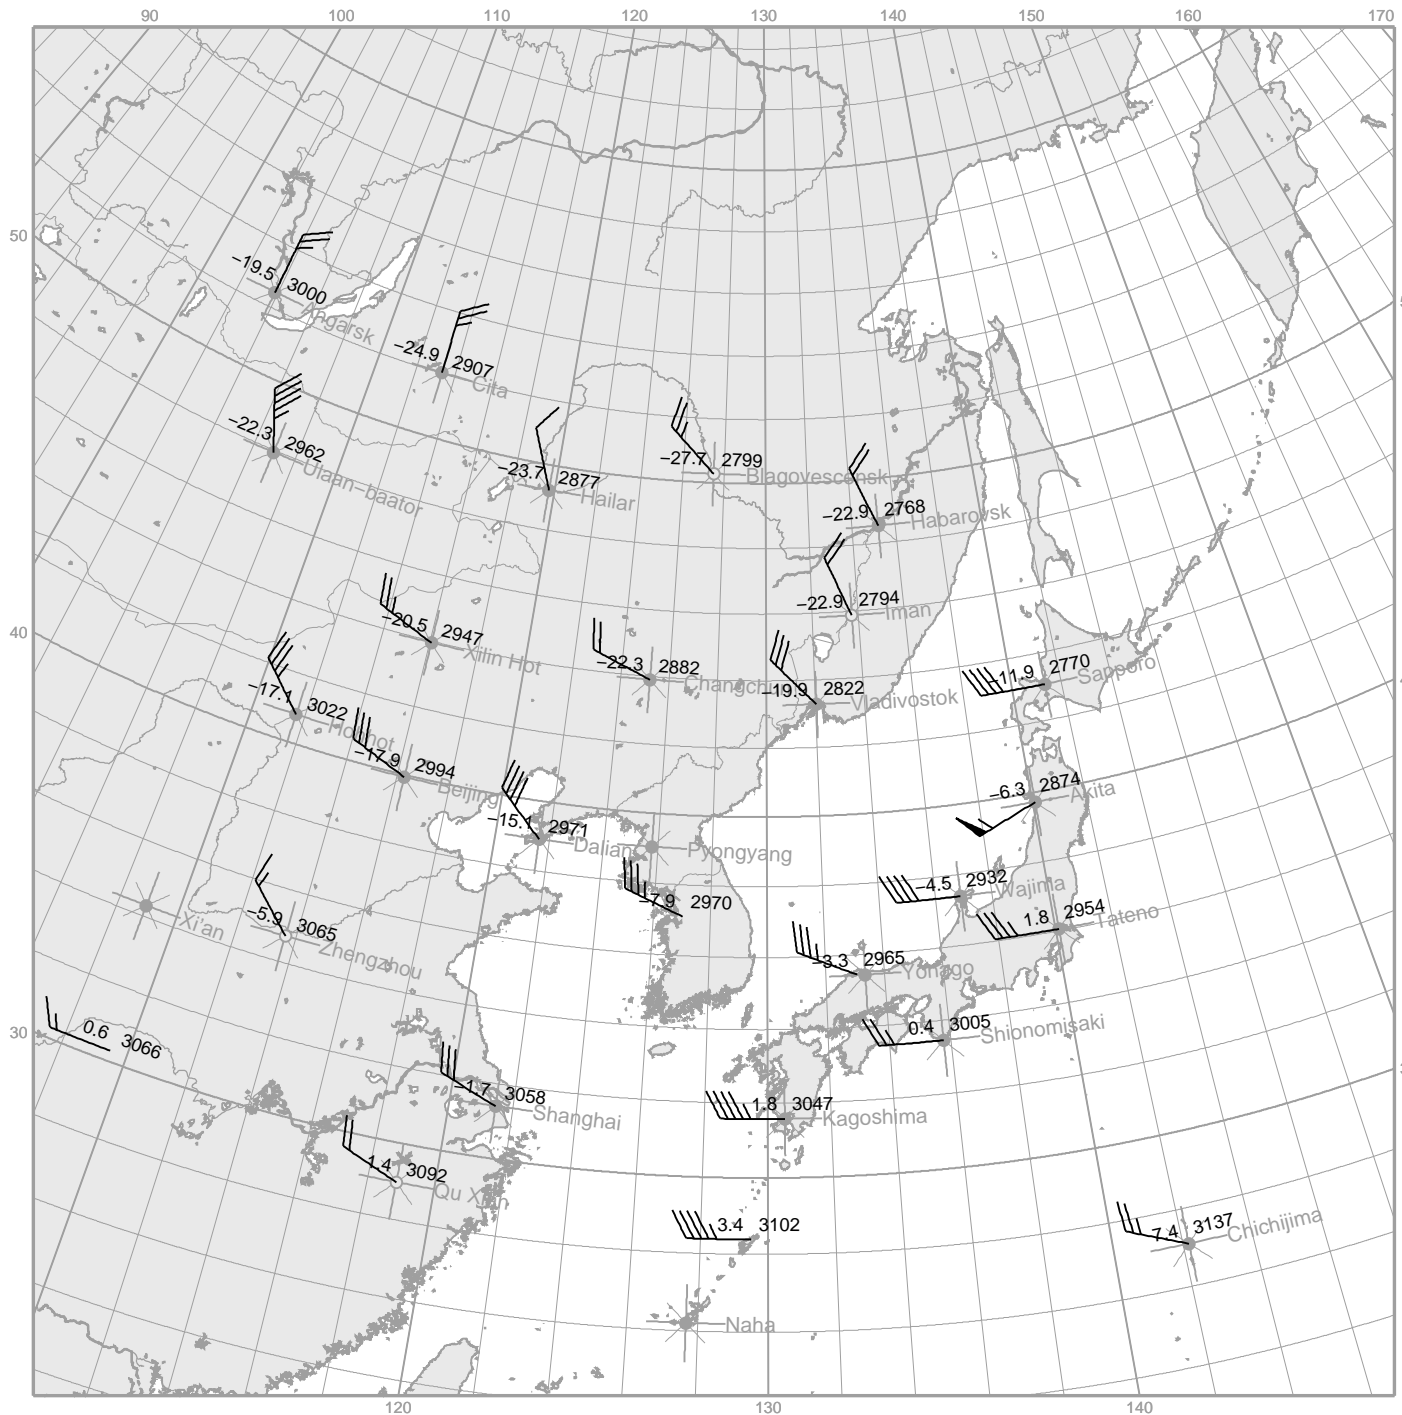 90 100 110 120 130 140 150 160 170
50
−19.5 3000
Angarsk
−24.9 2907
Cita
−22.3 2962
Ulaan−baator
−23.7 2877
Hailar
−27.7 2799
Blagovescensk
−22.9 2768
Habarovsk
−22.9 2794
Iman
40
−20.5 2947
Xilin Hot
−22.3 2882
Changchu
−19.9 2822
Vladivostok
−11.9 2770
Sapporo
−17.1 3022
Hohhot
−17.9 2994
Beijing
−15.1 2971
Dalian
Pyongyang
−6.3 2874
Akita
−7.9 2970
−4.5 2932
Wajima
1.8 2954
Tateno
Xi'an
−5.9 3065
Zhengzhou
−3.3 2965
Yonago
30
0.6 3066
0.4 3005
Shionomisaki
−1.7 3058
Shanghai
1.8 3047
Kagoshima
1.4 3092
Qu Xian
3.4 3102
7.4 3137
Chichijima
Naha
120 130 140